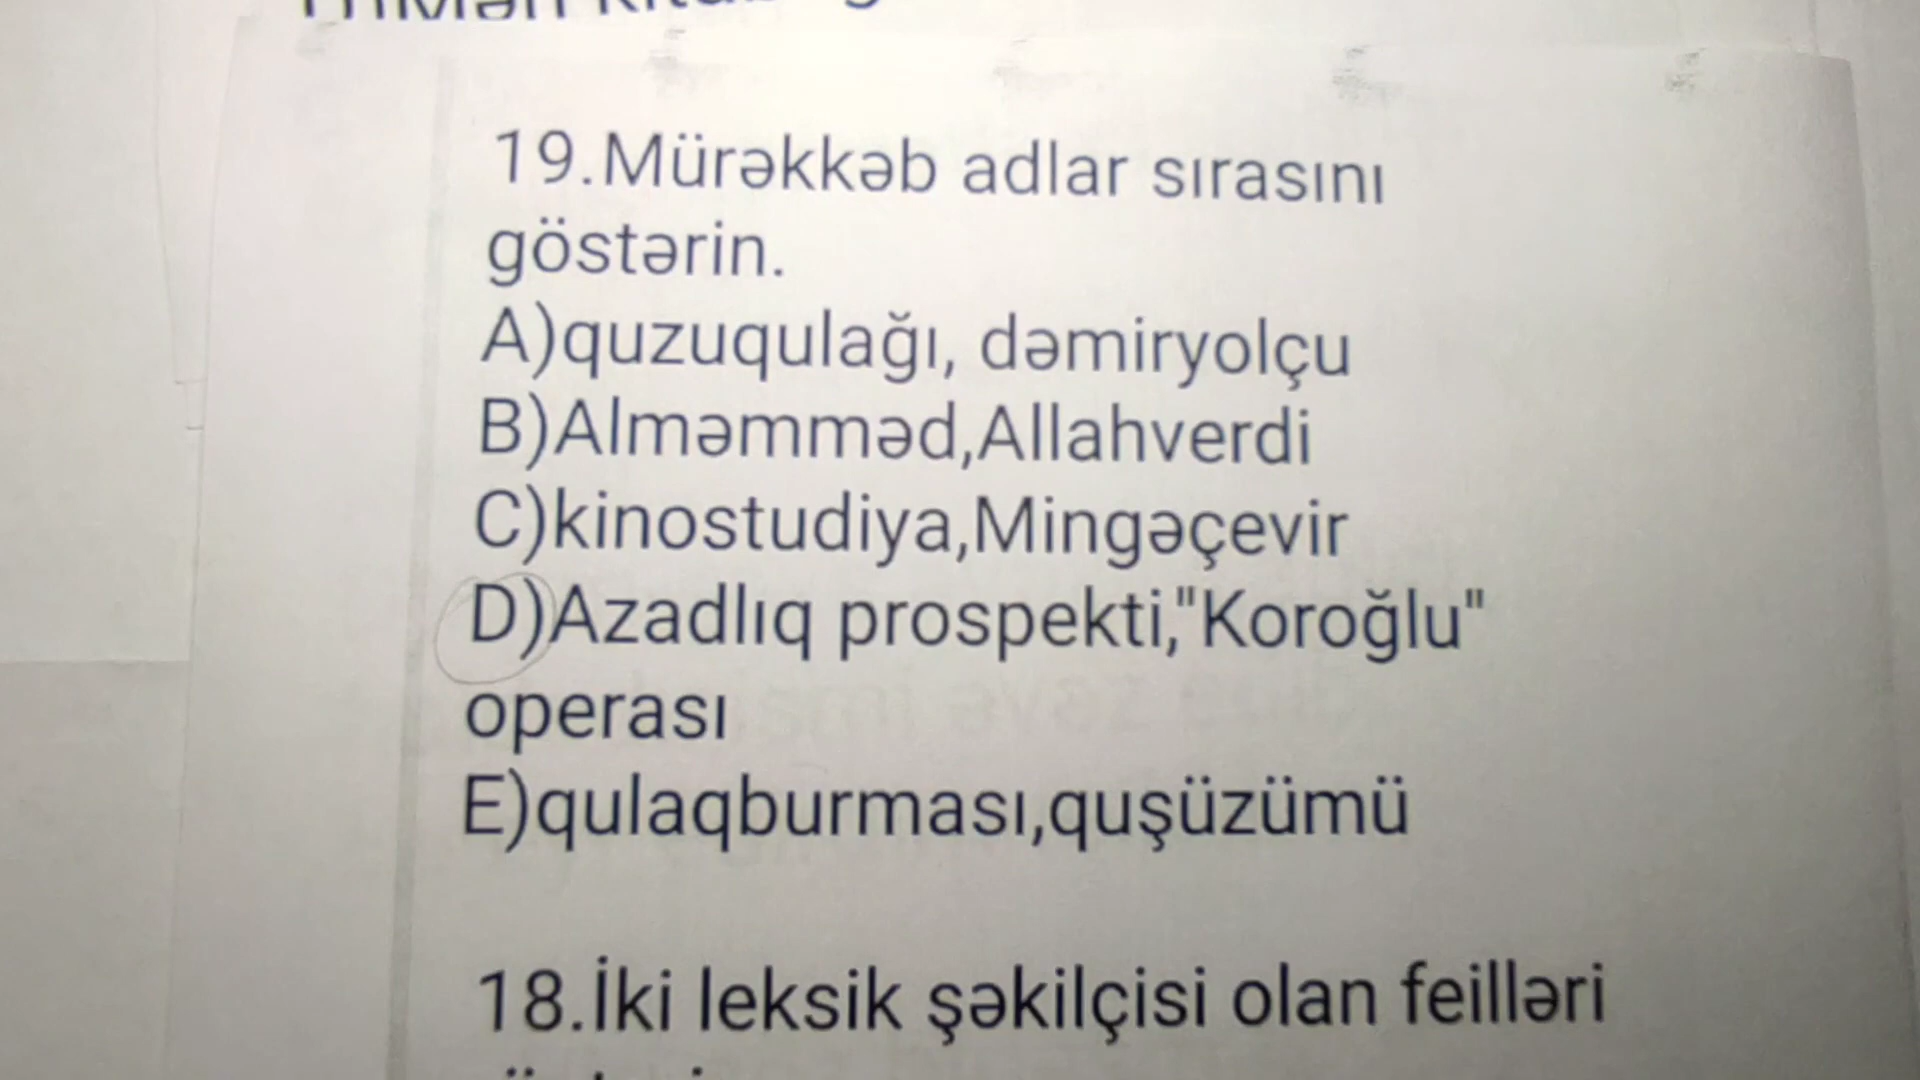 19.Mürəkkəb adlar sırasını
göstərin.
A)quzuqulağı, dəmiryolçu
B)Alməmməd,Allahverdi
C)kinostudiya,Mingəçevir
D)Azadlıq prospekti,"Koroğlu"
operası
E)qulaqburması,quşüzümü
18.İki leksik şəkilçisi olan feilləri